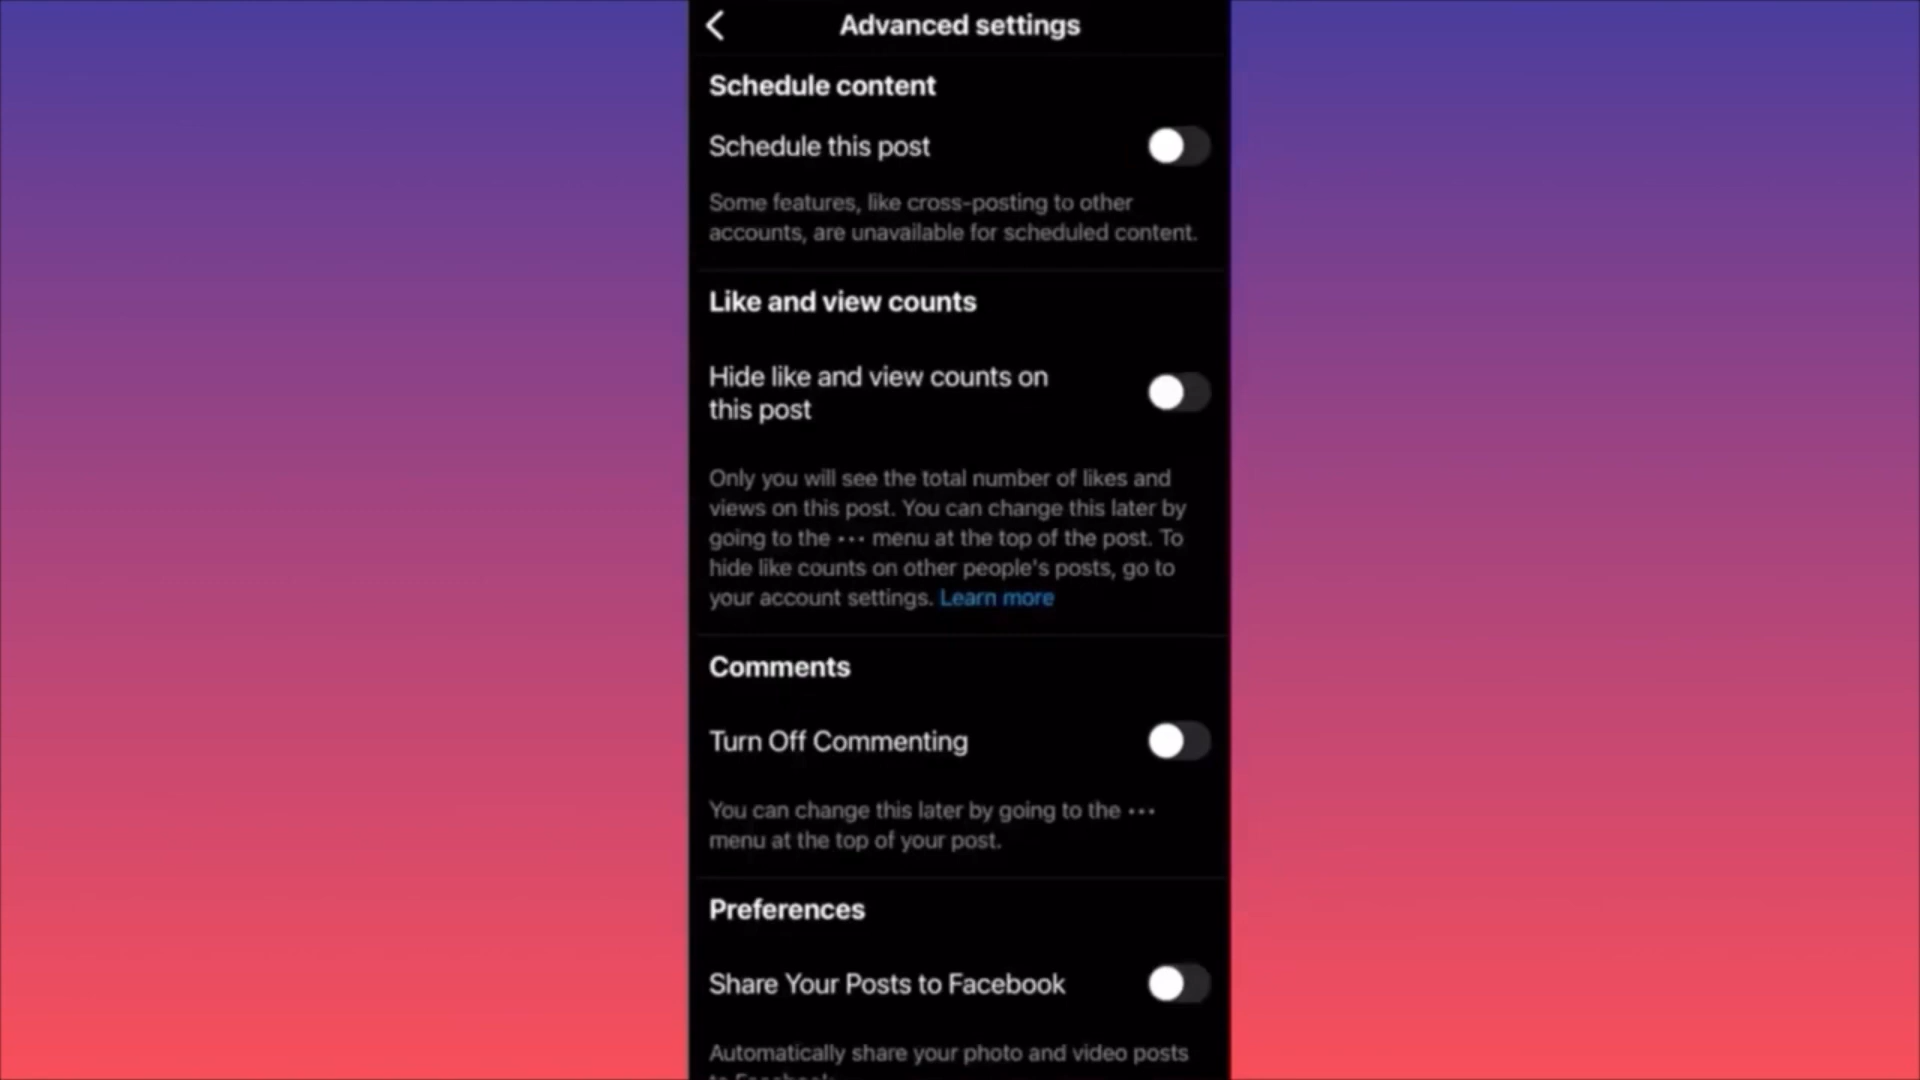 Advanced settings
Schedule content
Schedule this post
Some features, like cross-posting to other
accounts, are unavailable for scheduled content.
Like and view counts
Hide like and view counts on
this post
Only you will see the total number of likes and
views on this post. You can change this later by
going to the ••• menu at the top of the post. To
hide like counts on other people's posts, go to
your account settings. Learn more
Comments
Turn Off Commenting
You can change this later by going to the •••
menu at the top of your post.
Preferences
Share Your Posts to Facebook
Automatically share your photo and video posts
to Facebook